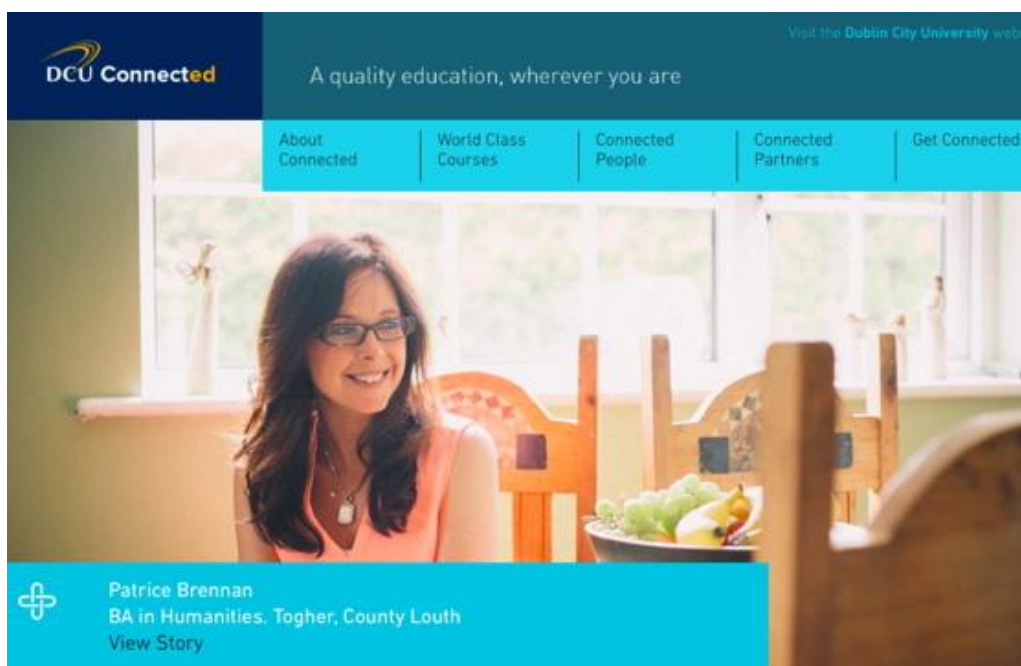 Visit the Dublin City University web
DCU Connected
A quality education, wherever you are
About
Connected
World Class
Courses
Connected
People
Connected
Partners
Get Connected
Patrice Brennan
BA in Humanities. Togher, County Louth
View Story